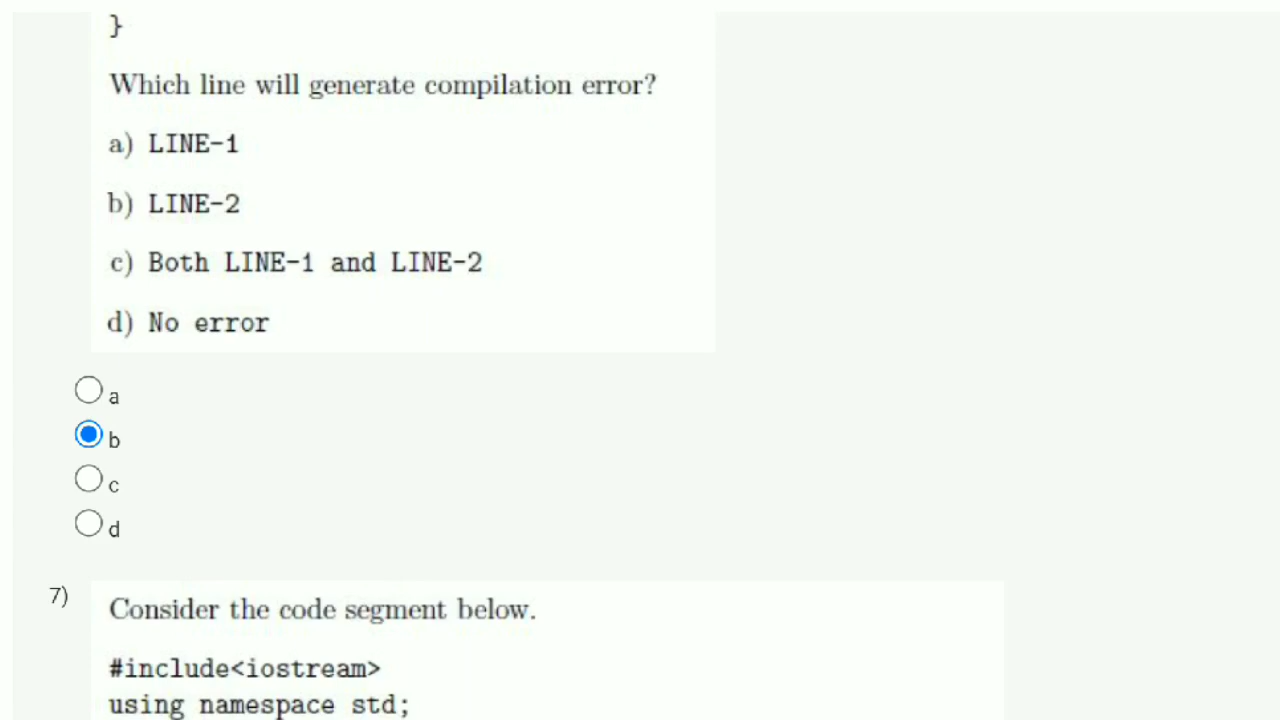 }
Which line will generate compilation error?
a) LINE-1
b) LINE-2
c) Both LINE-1 and LINE-2
d) No error
a
b
c
d
7)
Consider the code segment below.
#include<iostream>
using namespace std;